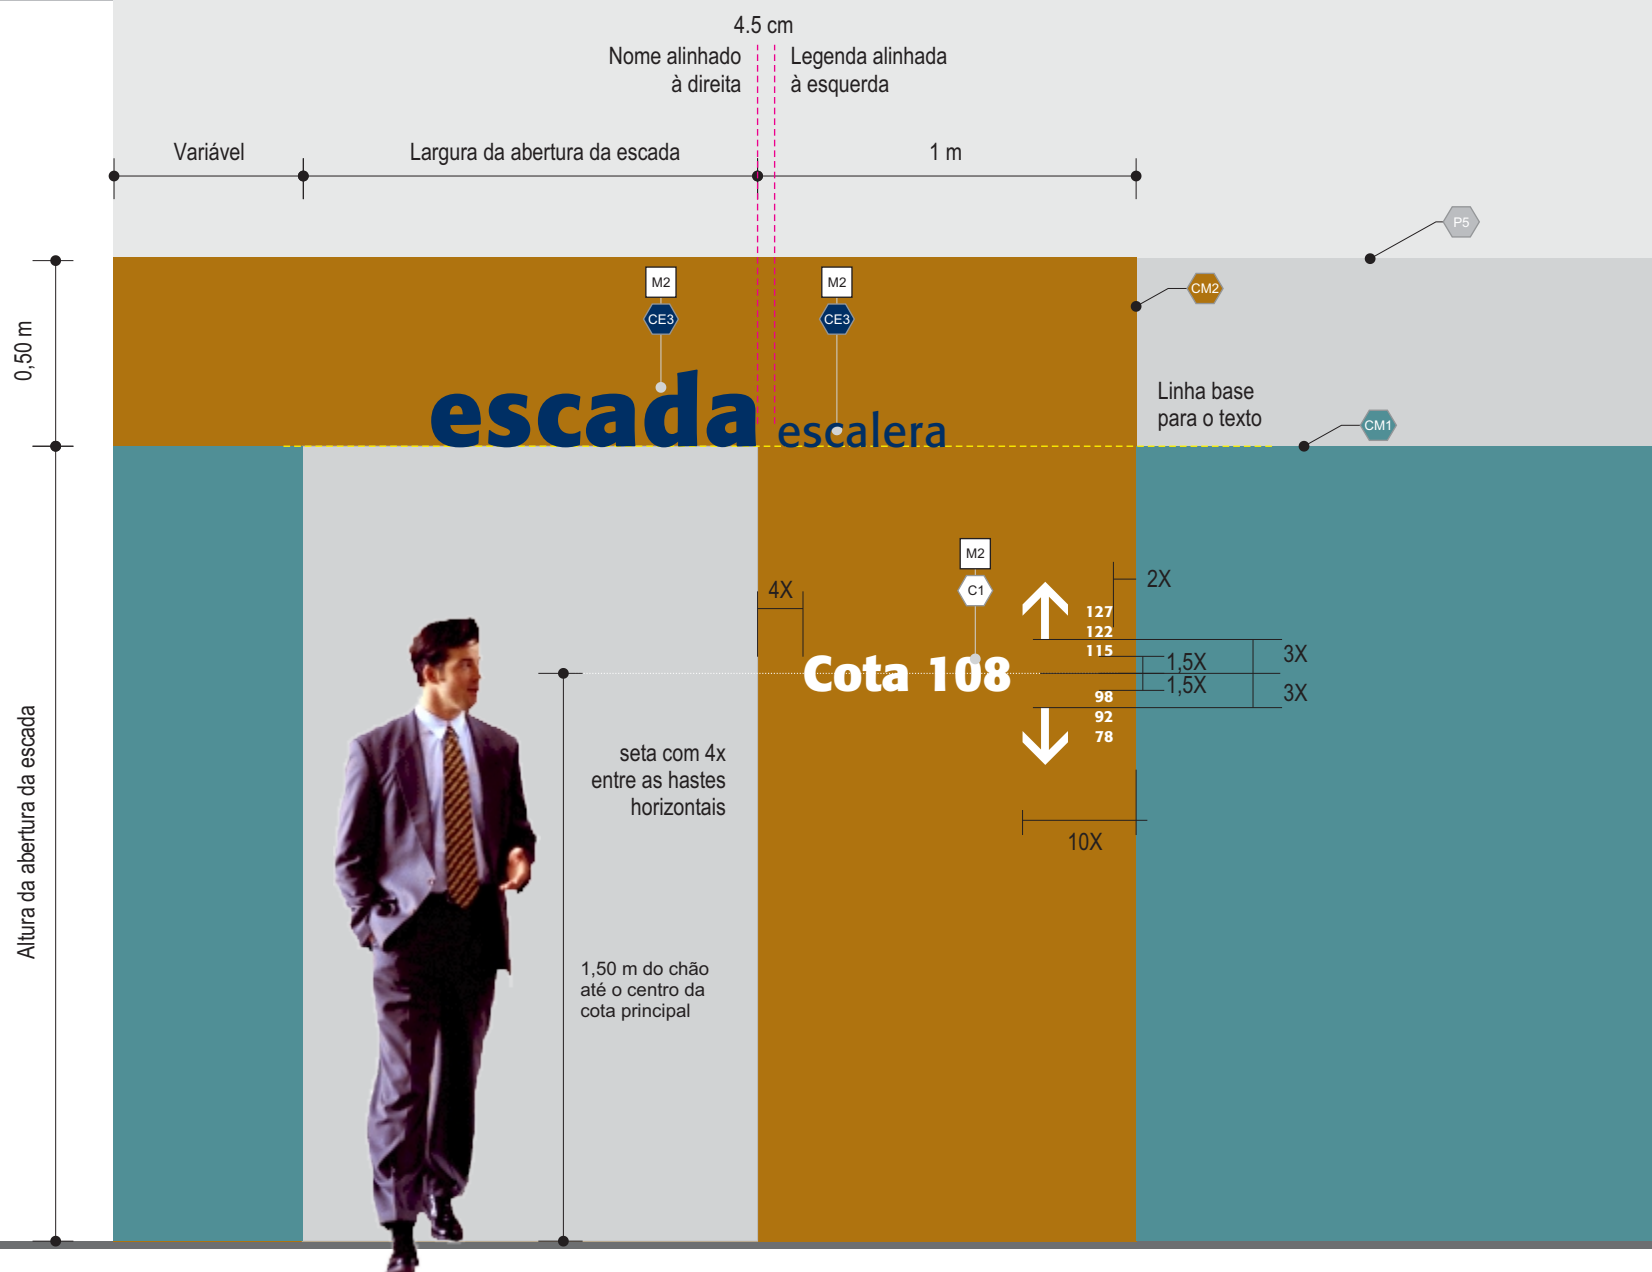 4.5 cm
Nome alinhado
à direita
Legenda alinhada
à esquerda
Variável
Largura da abertura da escada
1 m
P5
M2
M2
CM2
CE3
CE3
0,50 m
Linha base
para o texto
CM1
escada escalera
M2
C1
4X
2X
127
122
115
Cota 108
1,5X
1,5X
3X
3X
98
92
78
seta com 4x
entre as hastes
horizontais
10X
Altura da abertura da escada
1,50 m do chão
até o centro da
cota principal